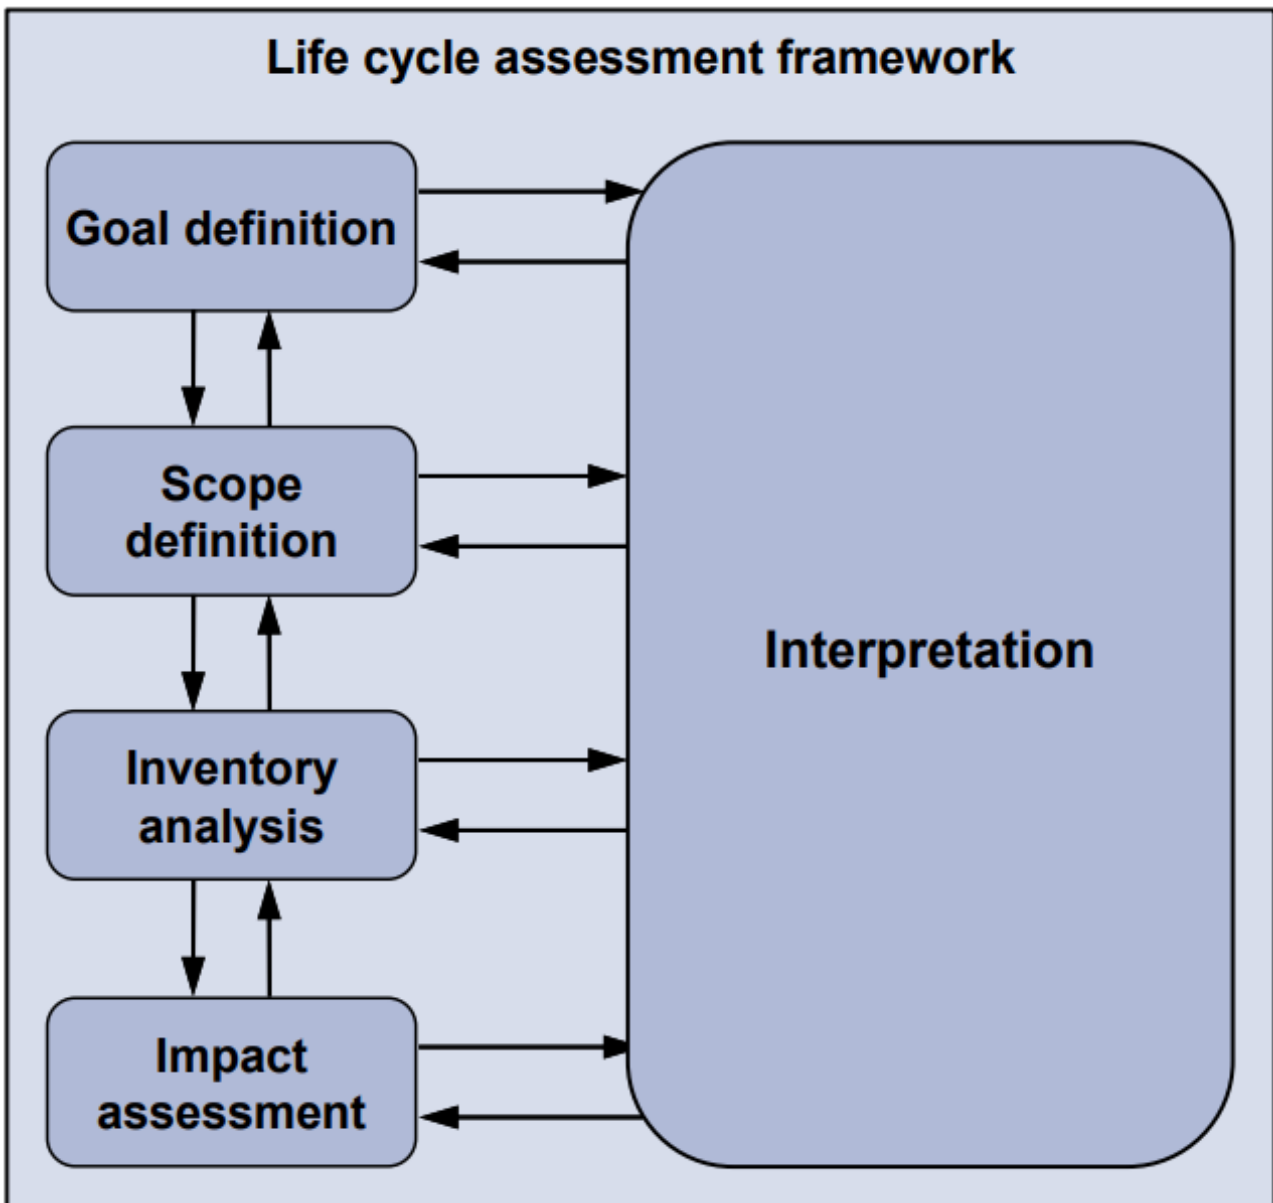 Life cycle assessment framework
Goal definition
Scope
definition
Inventory
analysis
Impact
assessment
Interpretation